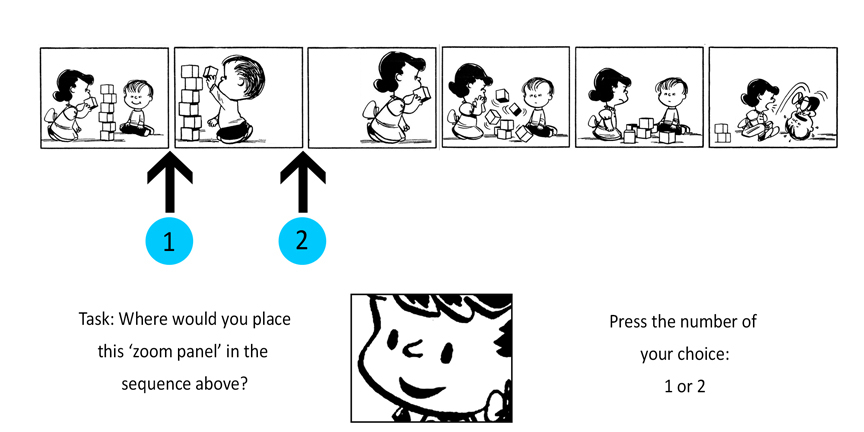 1
2
Task: Where would you place
this ‘zoom panel’ in the
sequence above?
Press the number of
your choice:
1 or 2